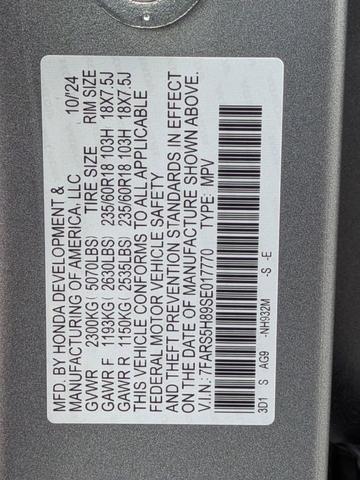 MFD. BY HONDA DEVELOPMENT &
MANUFACTURING OF AMERICA, LLC 10/'24
GVWR 2300KG(5070LBS) TIRE SIZE RIM SIZE
GAWR F 1193KG(2630LBS) 235/60R18 103H 18X7.5J
GAWR R 1150KG(2535LBS) 235/60R18 103H 18X7.5J
THIS VEHICLE CONFORMS TO ALL APPLICABLE
FEDERAL MOTOR VEHICLE SAFETY
AND THEFT PREVENTION STANDARDS IN EFFECT
ON THE DATE OF MANUFACTURE SHOWN ABOVE.
V.I.N.: 7FARS5H89SE017770 TYPE: MPV
3D1 S AG9 -NH932M -S -E